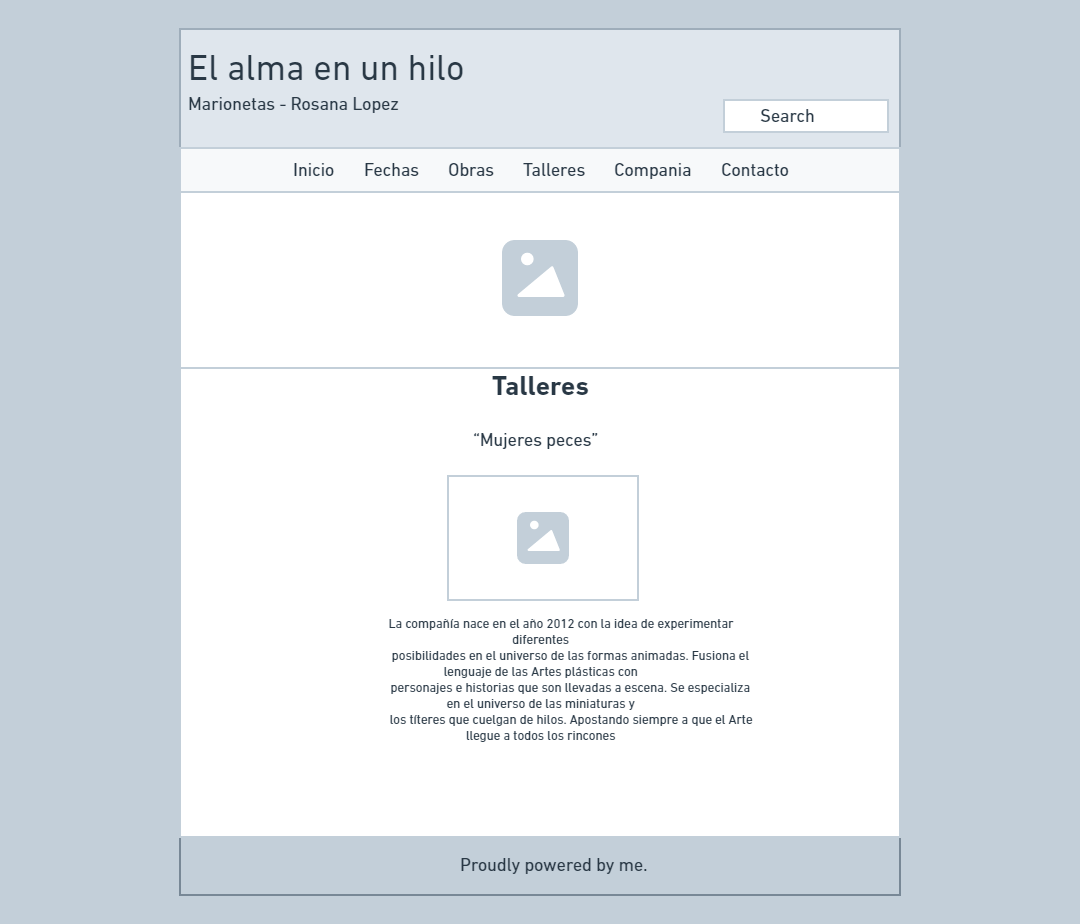 El alma en un hilo
Marionetas - Rosana Lopez
Search
Inicio Fechas Obras Talleres Compania Contacto
Talleres
“Mujeres peces”
La compañía nace en el año 2012 con la idea de experimentar
diferentes
posibilidades en el universo de las formas animadas. Fusiona el
lenguaje de las Artes plásticas con
personajes e historias que son llevadas a escena. Se especializa
en el universo de las miniaturas y
los títeres que cuelgan de hilos. Apostando siempre a que el Arte
llegue a todos los rincones
Proudly powered by me.